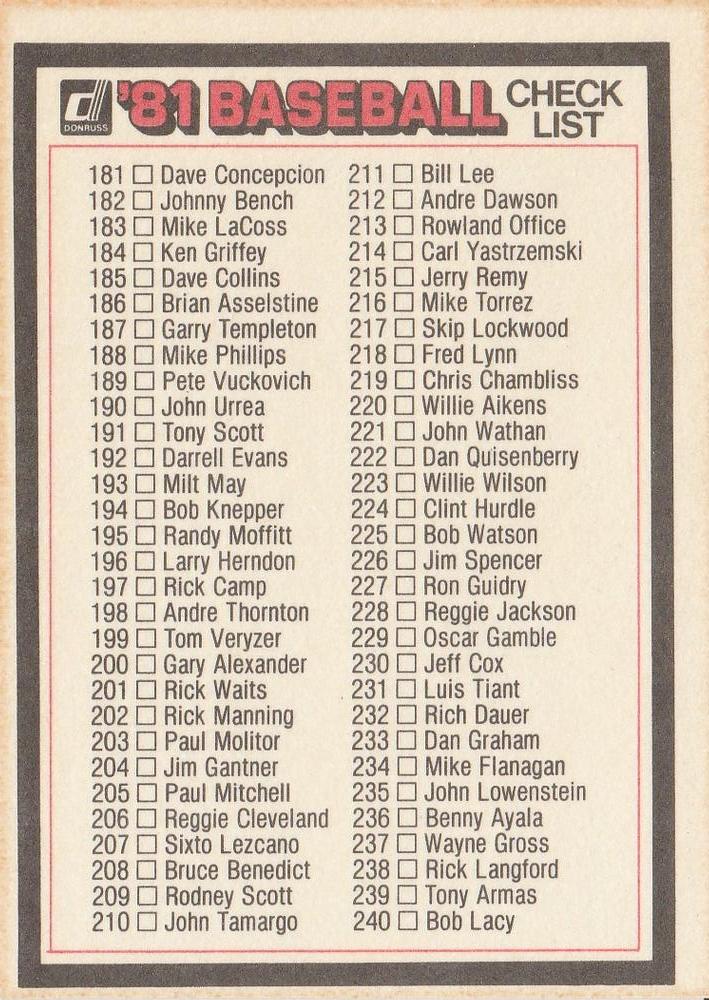 d
DONRUSS
'81 BASEBALL
CHECK
LIST
181 □ Dave Concepcion
182 □ Johnny Bench
183 □ Mike LaCoss
184 □ Ken Griffey
185 □ Dave Collins
186 □ Brian Asselstine
187 □ Garry Templeton
188 □ Mike Phillips
189 □ Pete Vuckovich
190 □ John Urrea
191 □ Tony Scott
192 □ Darrell Evans
193 □ Milt May
194 □ Bob Knepper
195 □ Randy Moffitt
196 □ Larry Herndon
197 □ Rick Camp
198 □ Andre Thornton
199 □ Tom Veryzer
200 □ Gary Alexander
201 □ Rick Waits
202 □ Rick Manning
203 □ Paul Molitor
204 □ Jim Gantner
205 □ Paul Mitchell
206 □ Reggie Cleveland
207 □ Sixto Lezcano
208 □ Bruce Benedict
209 □ Rodney Scott
210 □ John Tamargo
211 □ Bill Lee
212 □ Andre Dawson
213 □ Rowland Office
214 □ Carl Yastrzemski
215 □ Jerry Remy
216 □ Mike Torrez
217 □ Skip Lockwood
218 □ Fred Lynn
219 □ Chris Chambliss
220 □ Willie Aikens
221 □ John Wathan
222 □ Dan Quisenberry
223 □ Willie Wilson
224 □ Clint Hurdle
225 □ Bob Watson
226 □ Jim Spencer
227 □ Ron Guidry
228 □ Reggie Jackson
229 □ Oscar Gamble
230 □ Jeff Cox
231 □ Luis Tiant
232 □ Rich Dauer
233 □ Dan Graham
234 □ Mike Flanagan
235 □ John Lowenstein
236 □ Benny Ayala
237 □ Wayne Gross
238 □ Rick Langford
239 □ Tony Armas
240 □ Bob Lacy